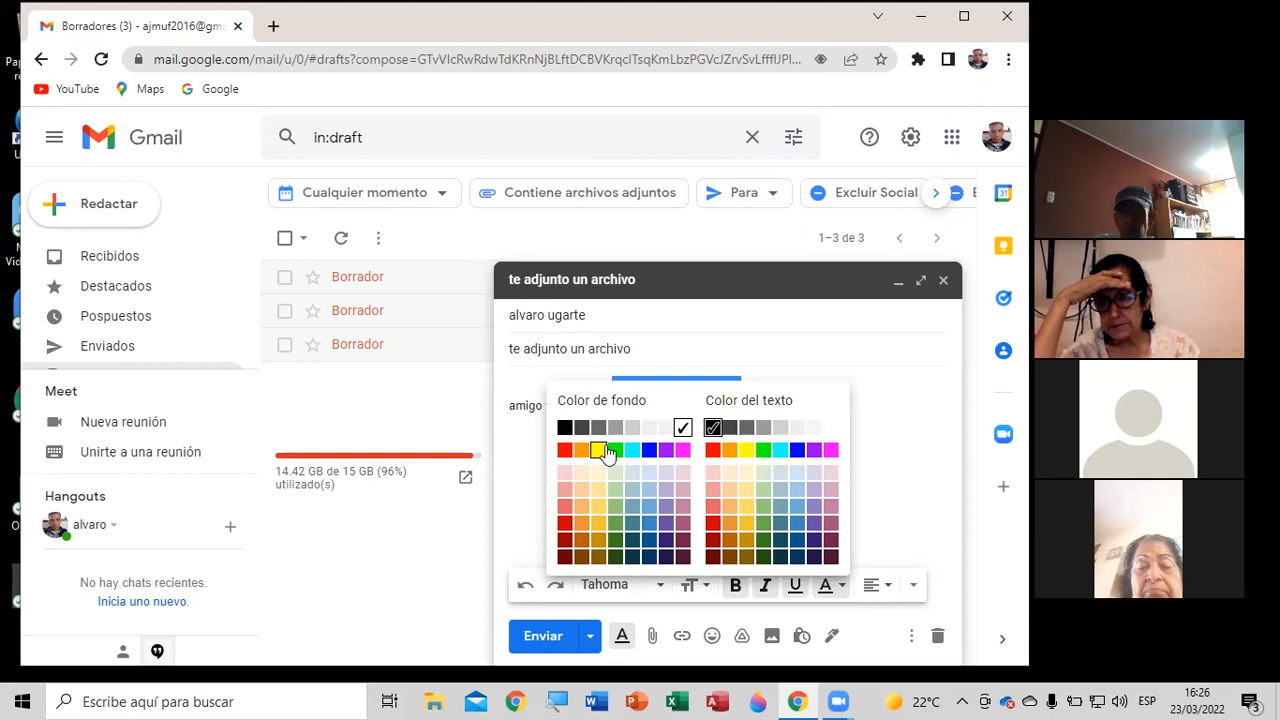 Borradores (3) - ajmuf2016@gma
mail.google.com/mail/u/0/#drafts?compose=
YouTube
Maps
Google
Gmail
in:draft
31
Redactar
Cualquier momento
Contiene archivos adjuntos
Para
Excluir Social
1–3 de 3
Recibidos
Destacados
Pospuestos
Enviados
Borrador
Borrador
Borrador
te adjunto un archivo
alvaro ugarte
te adjunto un archivo
amigo
Color de fondo
Color del texto
Meet
Nueva reunión
Unirte a una reunión
14.42 GB de 15 GB (96%)
utilizado(s)
Hangouts
alvaro
No hay chats recientes.
Inicia uno nuevo.
Tahoma
B I U A
Enviar
Escribe aquí para buscar
22°C
ESP
16:26
23/03/2022
3